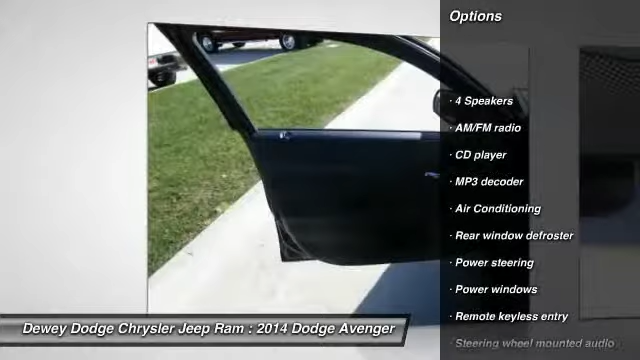 Options
· 4 Speakers
· AM/FM radio
· CD player
· MP3 decoder
· Air Conditioning
· Rear window defroster
· Power steering
· Power windows
· Remote keyless entry
· Steering wheel mounted audio
Dewey Dodge Chrysler Jeep Ram : 2014 Dodge Avenger